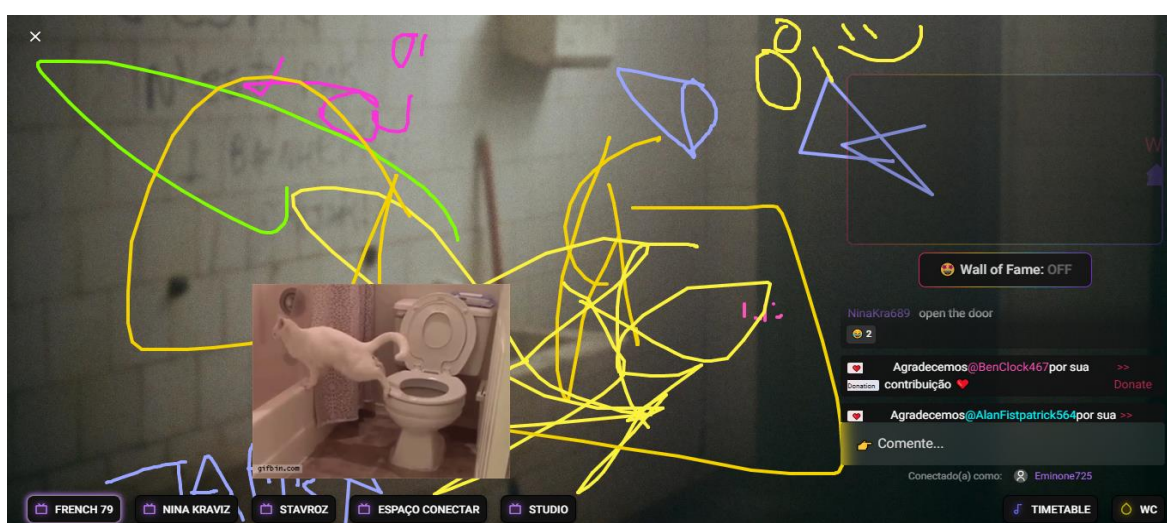 Wall of Fame: OFF
NinaKra689 open the door
2
Agradecemos@BenClock467por sua >>
Donation contribuição Donate
Agradecemos@AlanFistpatrick564por sua >>
Comente...
Conectado(a) como: Eminone725
gifbin.com
FRENCH 79
NINA KRAVIZ
STAVROZ
ESPAÇO CONECTAR
STUDIO
TIMETABLE
WC